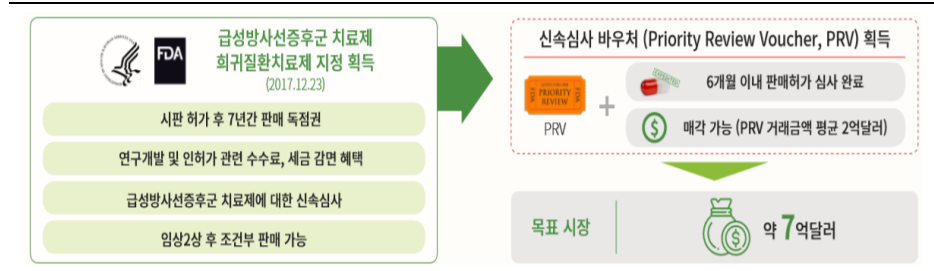 FDA
급성방사선증후군 치료제
희귀질환치료제 지정 획득
(2017.12.23)
시판 허가 후 7년간 판매 독점권
연구개발 및 인허가 관련 수수료, 세금 감면 혜택
급성방사선증후군 치료제에 대한 신속심사
임상2상 후 조건부 판매 가능
신속심사 바우처 (Priority Review Voucher, PRV) 획득
PRIORITY
REVIEW
PRV
+
6개월 이내 판매허가 심사 완료
$
매각 가능 (PRV 거래금액 평균 2억달러)
목표 시장
$
약 7억달러